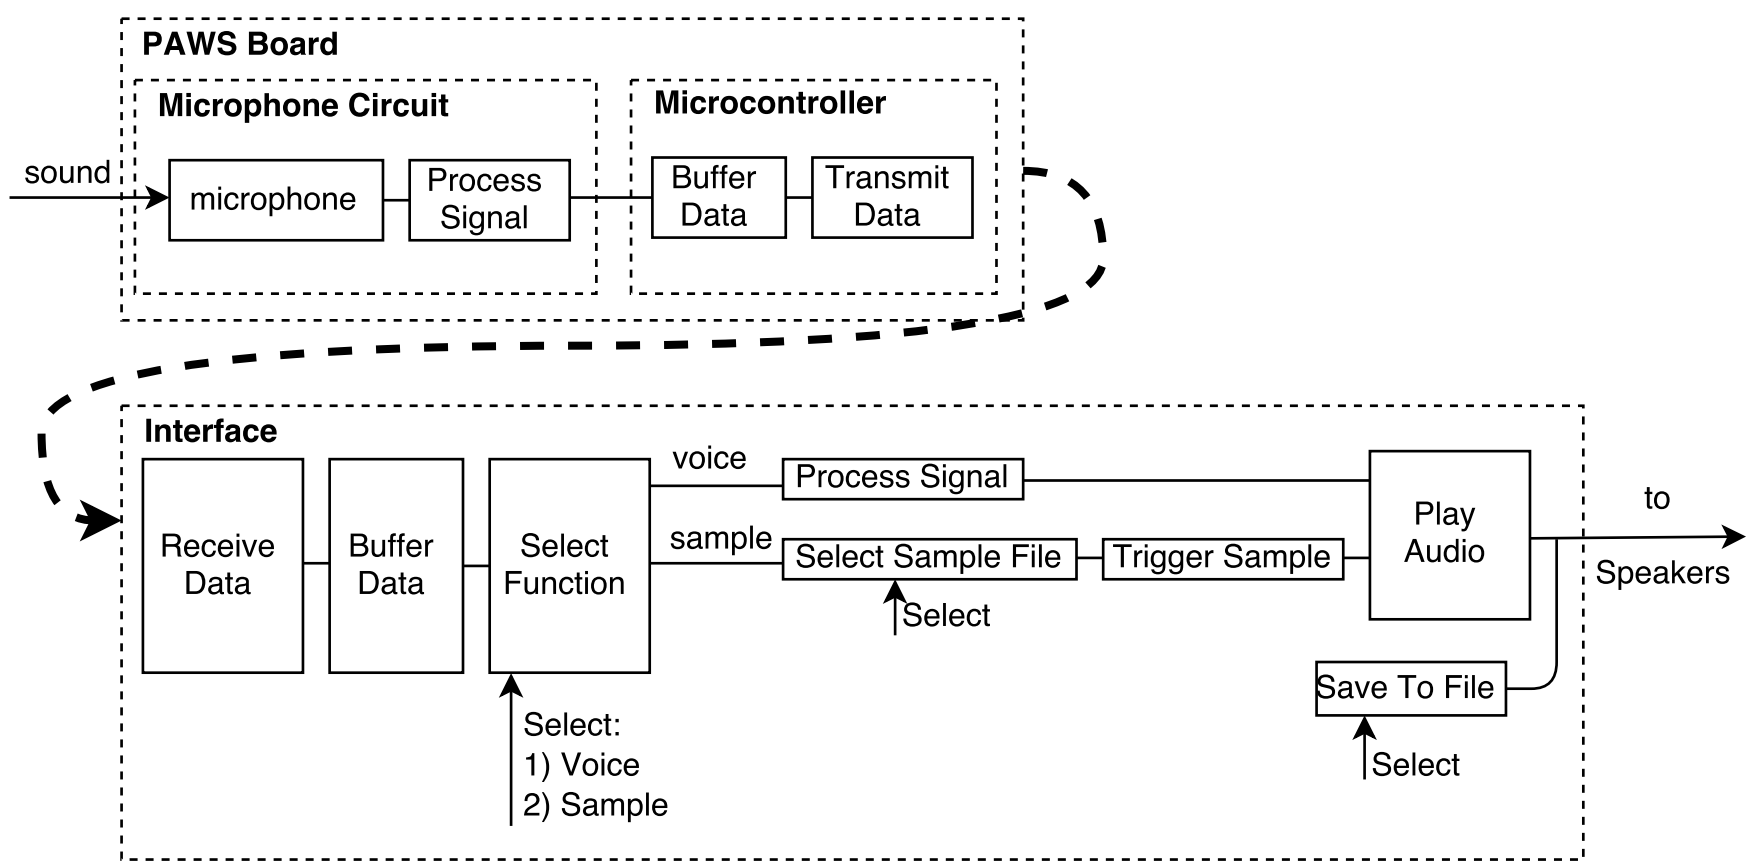 PAWS Board
Microphone Circuit
Microcontroller
sound
microphone
Process
Signal
Buffer
Data
Transmit
Data
Interface
Receive
Data
Buffer
Data
Select
Function
voice
sample
Process Signal
Select Sample File
Trigger Sample
Select
Play
Audio
to
Speakers
Save To File
Select
Select:
1) Voice
2) Sample